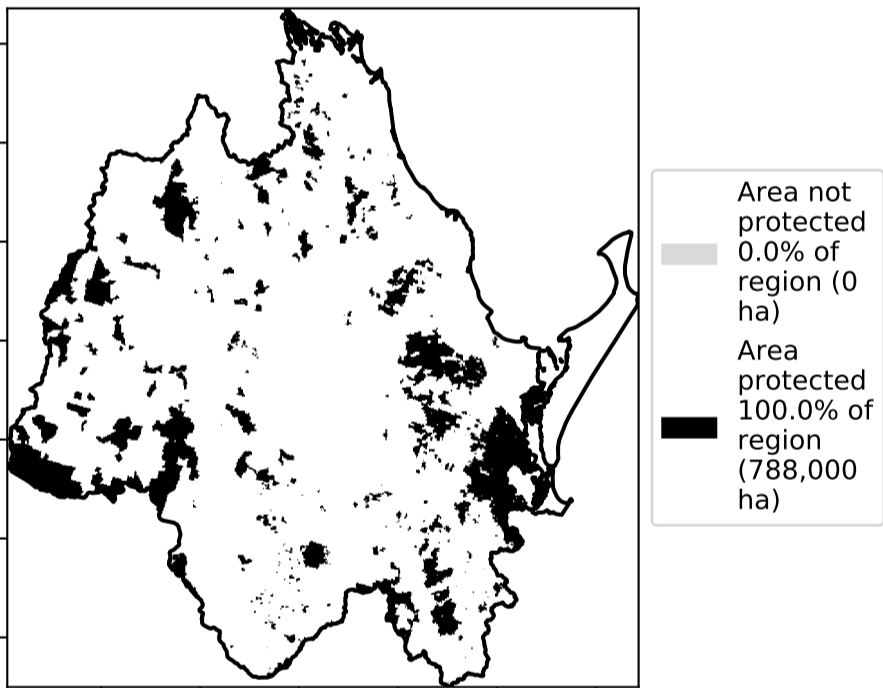 Area not
protected
0.0% of
region (0
ha)
Area
protected
100.0% of
region
(788,000
ha)